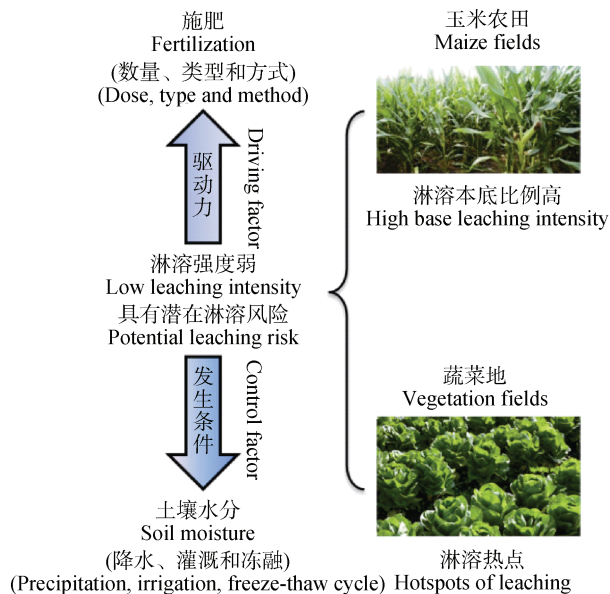 施肥
Fertilization
(数量、类型和方式)
(Dose, type and method)
驱动力
Driving factor
淋溶强度弱
Low leaching intensity
具有潜在淋溶风险
Potential leaching risk
发生条件
Control factor
土壤水分
Soil moisture
(降水、灌溉和冻融)
(Precipitation, irrigation, freeze-thaw cycle)
玉米农田
Maize fields
淋溶本底比例高
High base leaching intensity
蔬菜地
Vegetation fields
淋溶热点
Hotspots of leaching